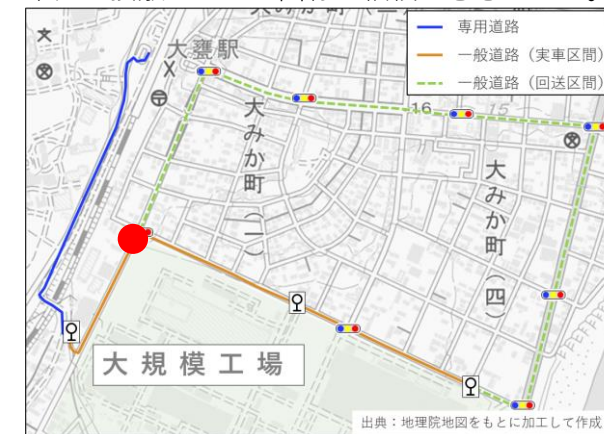 専用道路
一般道路（実車区間）
一般道路（回送区間）
大甕駅
16
15
大みか町（一）
大みか町（四）
大規模工場
出典：地理院地図をもとに加工して作成